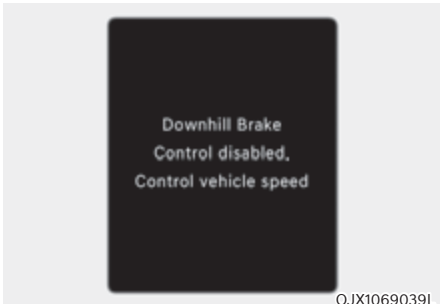 Downhill Brake
Control disabled.
Control vehicle speed
OJX1069039L